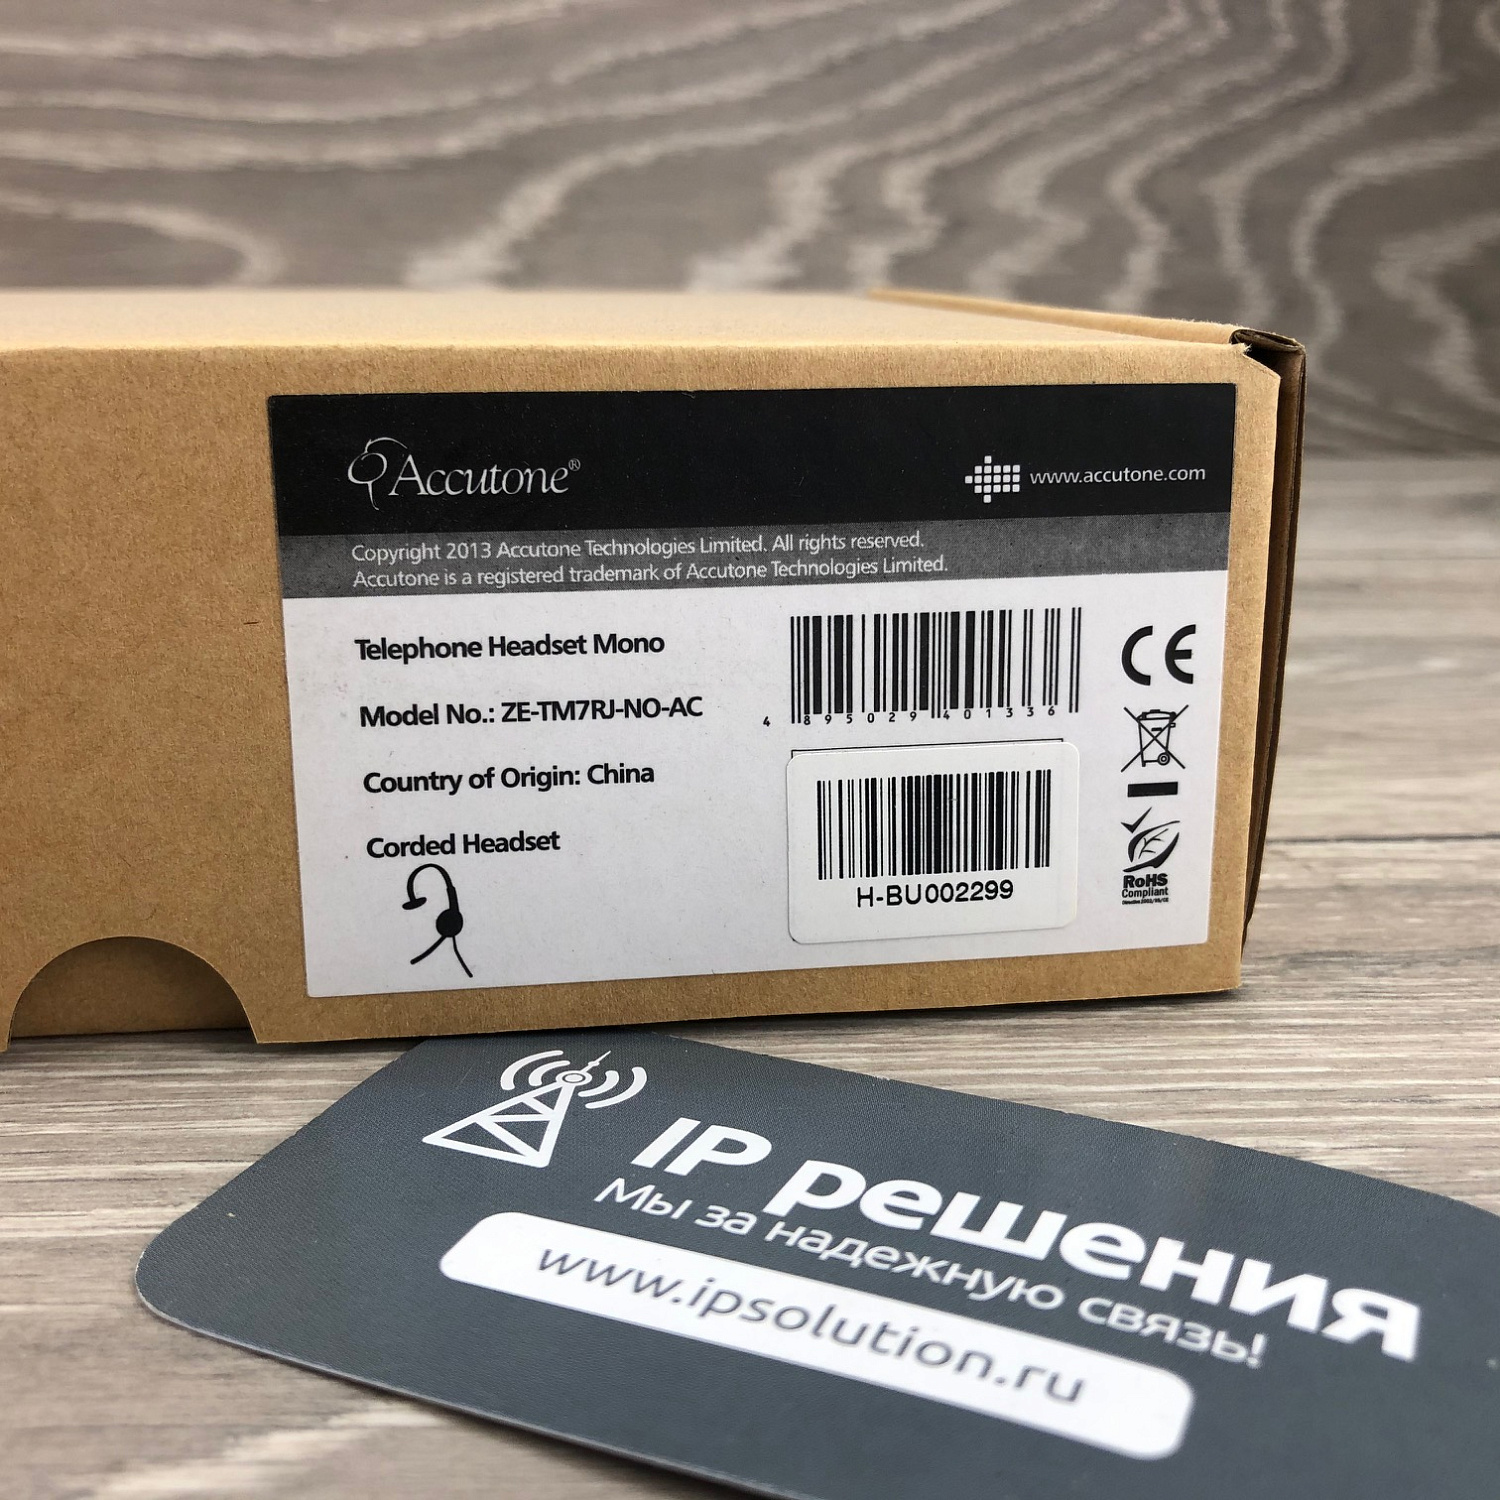 Accutone®
www.accutone.com
Copyright 2013 Accutone Technologies Limited. All rights reserved.
Accutone is a registered trademark of Accutone Technologies Limited.
Telephone Headset Mono
Model No.: ZE-TM7RJ-NO-AC
Country of Origin: China
Corded Headset
4 895029 401336
H-BU002299
CE
RoHS
Compliant
IP решения
Мы за надежную связь!
www.ipsolution.ru